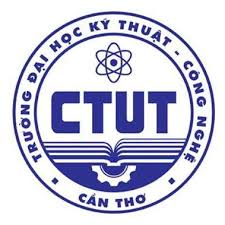 TRƯỜNG ĐẠI HỌC KỸ THUẬT - CÔNG NGHỆ
CTUT
CẦN THƠ